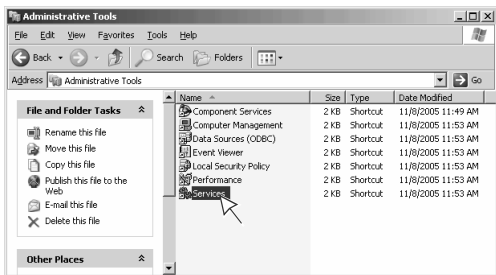 Administrative Tools
File Edit View Favorites Tools Help
Back Search Folders
Address Administrative Tools Go
File and Folder Tasks
Rename this file
Move this file
Copy this file
Publish this file to the
Web
E-mail this file
Delete this file
Other Places
Name Size Type Date Modified
Component Services 2 KB Shortcut 11/8/2005 11:49 AM
Computer Management 2 KB Shortcut 11/8/2005 11:53 AM
Data Sources (ODBC) 2 KB Shortcut 11/8/2005 11:53 AM
Event Viewer 2 KB Shortcut 11/8/2005 11:53 AM
Local Security Policy 2 KB Shortcut 11/8/2005 11:53 AM
Performance 2 KB Shortcut 11/8/2005 11:53 AM
Services 2 KB Shortcut 11/8/2005 11:53 AM